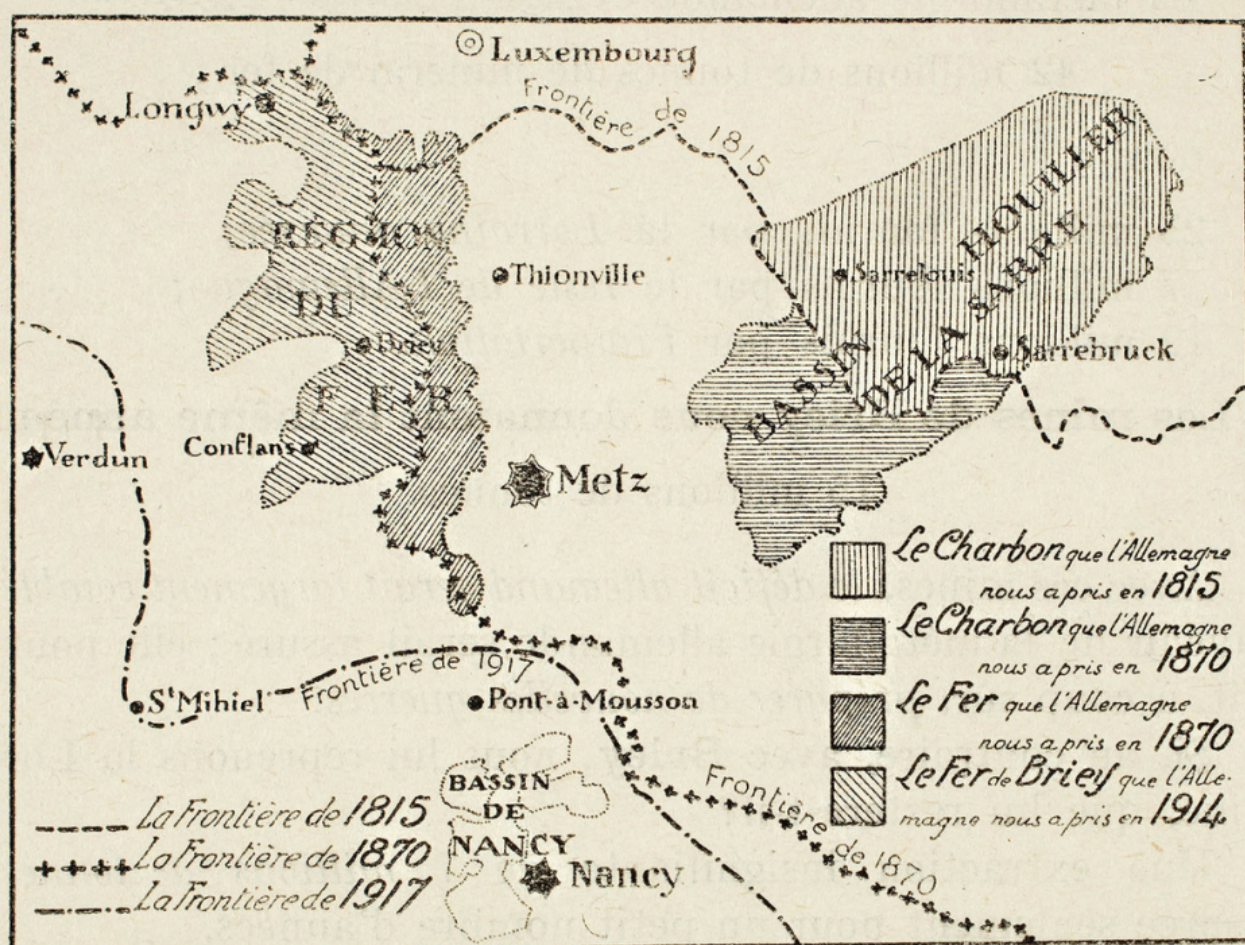 Luxembourg
Longwy
Frontière de 1815
RÉGION
DU
FER
Thionville
Briey
Conflans
Verdun
Metz
BASSIN HOUILLER
DE LA SARRE
Sarrelouis
Sarrebruck
St Mihiel
Frontière de 1917
Pont-à-Mousson
BASSIN
DE
NANCY
Nancy
Frontière
de 1870
Le Charbon que l'Allemagne
nous a pris en 1815
Le Charbon que l'Allemagne
nous a pris en 1870
Le Fer que l'Allemagne
nous a pris en 1870
Le Fer de Briey que l'Alle-
magne nous a pris en 1914
La Frontière de 1815
La Frontière de 1870
La Frontière de 1917